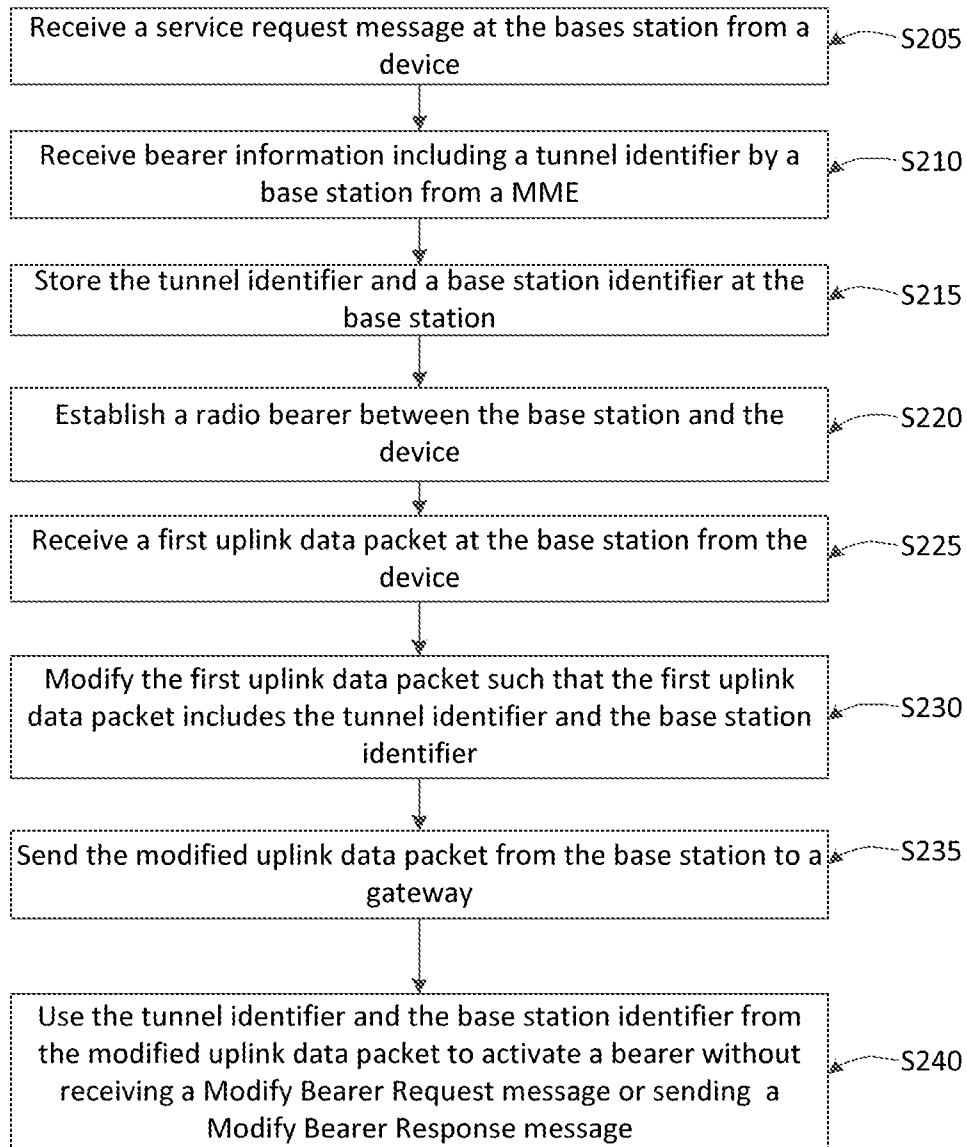 Receive a service request message at the bases station from a
device
S205
Receive bearer information including a tunnel identifier by a
base station from a MME
S210
Store the tunnel identifier and a base station identifier at the
base station
S215
Establish a radio bearer between the base station and the
device
S220
Receive a first uplink data packet at the base station from the
device
S225
Modify the first uplink data packet such that the first uplink
data packet includes the tunnel identifier and the base station
identifier
S230
Send the modified uplink data packet from the base station to a
gateway
S235
Use the tunnel identifier and the base station identifier from
the modified uplink data packet to activate a bearer without
receiving a Modify Bearer Request message or sending a
Modify Bearer Response message
S240